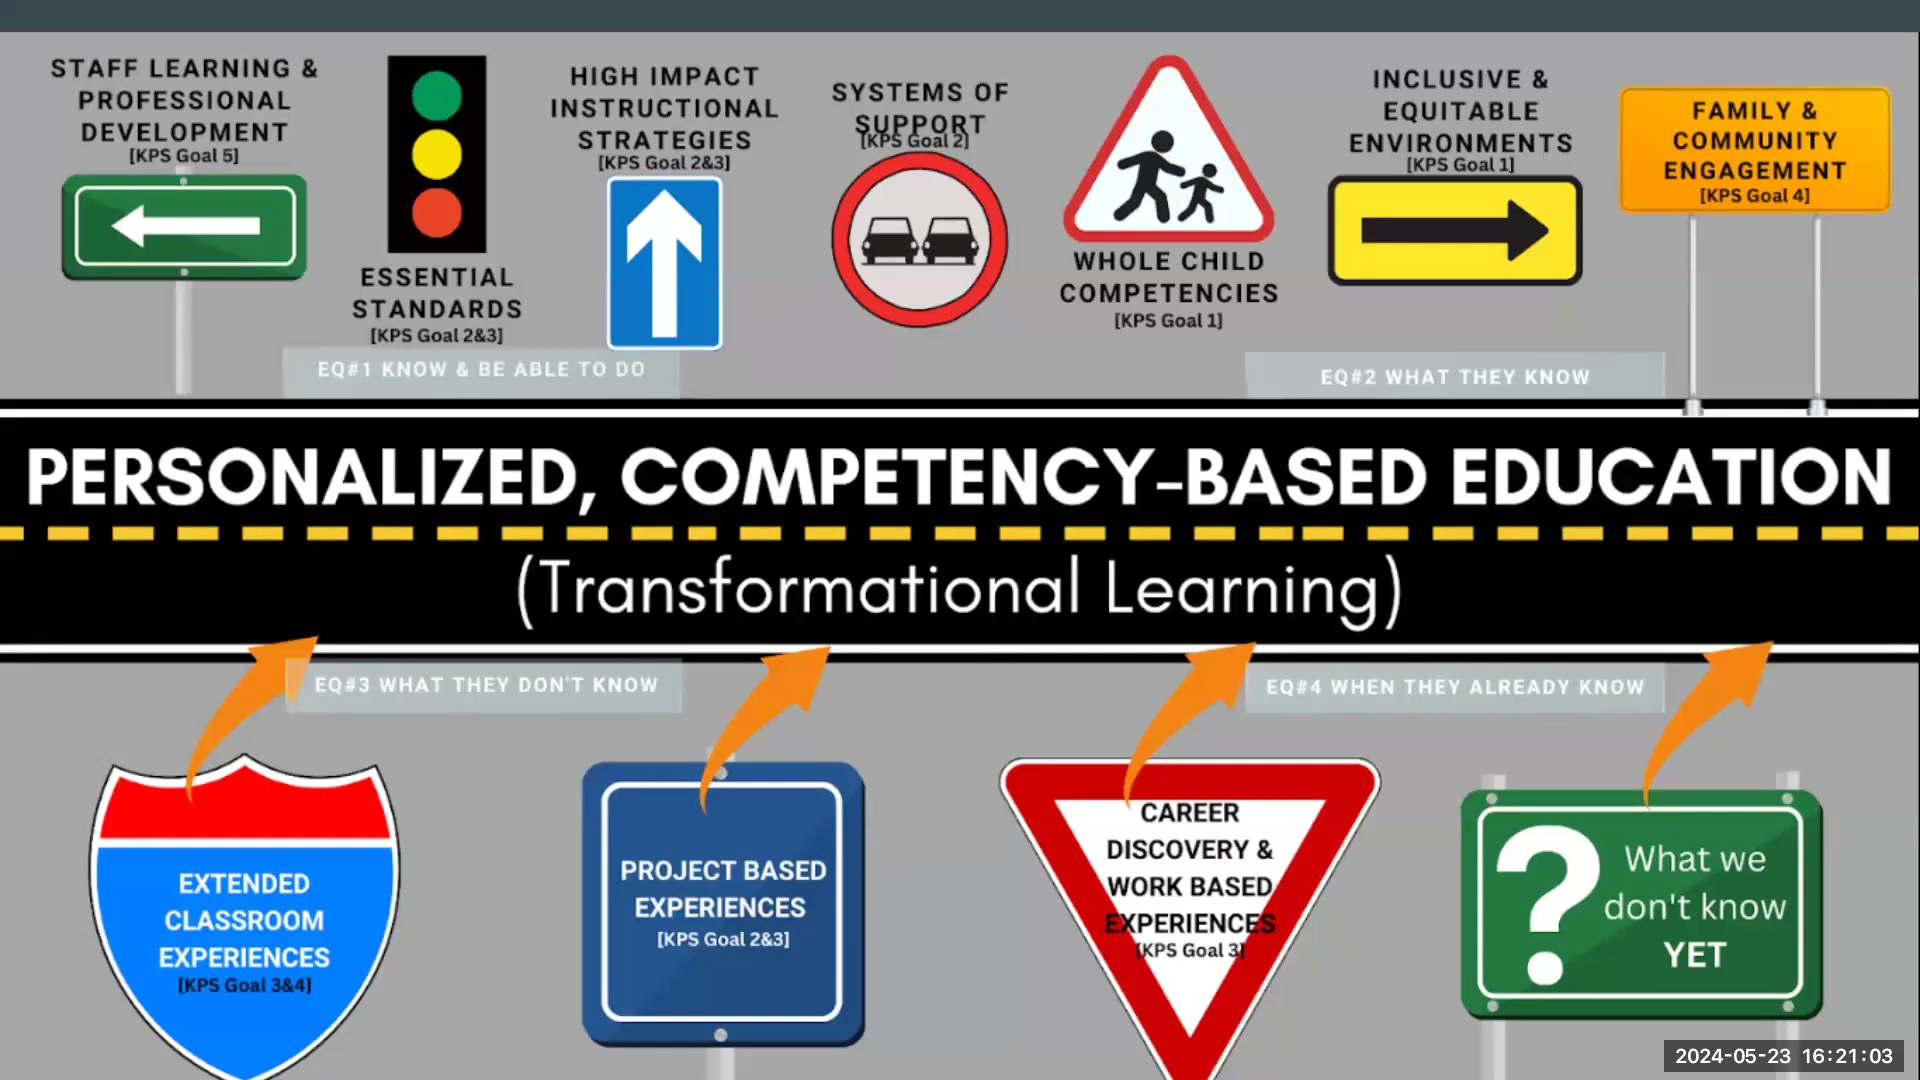 STAFF LEARNING &
PROFESSIONAL
DEVELOPMENT
[KPS Goal 5]
ESSENTIAL
STANDARDS
[KPS Goal 2&3]
HIGH IMPACT
INSTRUCTIONAL
STRATEGIES
[KPS Goal 2&3]
SYSTEMS OF
SUPPORT
[KPS Goal 2]
WHOLE CHILD
COMPETENCIES
[KPS Goal 1]
INCLUSIVE &
EQUITABLE
ENVIRONMENTS
[KPS Goal 1]
FAMILY &
COMMUNITY
ENGAGEMENT
[KPS Goal 4]
EQ#1 KNOW & BE ABLE TO DO
EQ#2 WHAT THEY KNOW
PERSONALIZED, COMPETENCY-BASED EDUCATION
(Transformational Learning)
EQ#3 WHAT THEY DON'T KNOW
EQ#4 WHEN THEY ALREADY KNOW
EXTENDED
CLASSROOM
EXPERIENCES
[KPS Goal 3&4]
PROJECT BASED
EXPERIENCES
[KPS Goal 2&3]
CAREER
DISCOVERY &
WORK BASED
EXPERIENCES
[KPS Goal 3]
?
What we
don't know
YET
2024-05-23 16:21:03